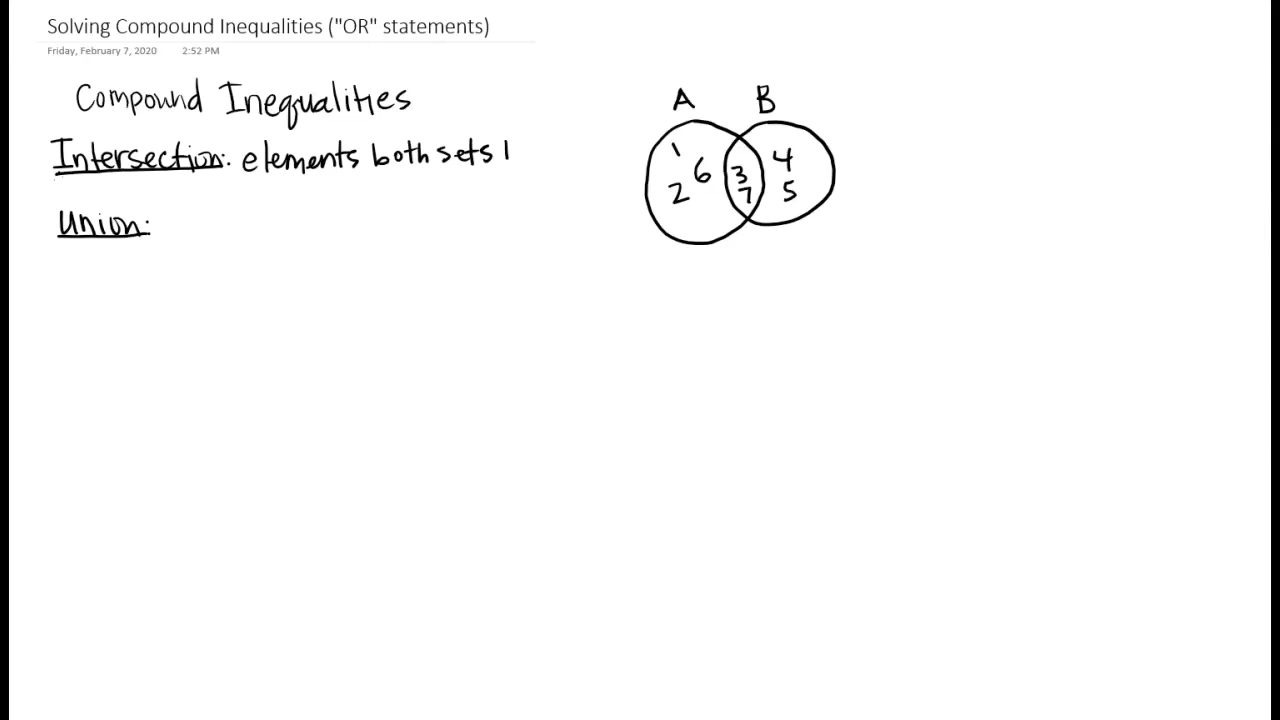 Solving Compound Inequalities ("OR" statements)
Friday, February 7, 2020 2:52 PM
Compound Inequalities
Intersection: elements both sets
Union:
A B
1
6 3 4
2 7 5